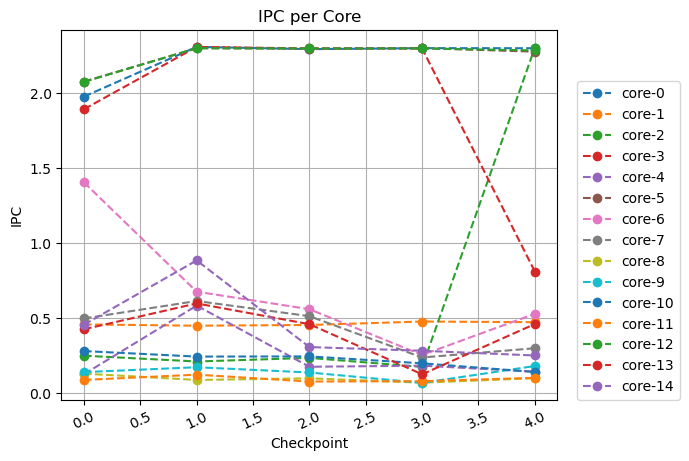 IPC per Core
IPC
2.0
1.5
1.0
0.5
0.0
0.0 0.5 1.0 1.5 2.0 2.5 3.0 3.5 4.0
Checkpoint
core-0
core-1
core-2
core-3
core-4
core-5
core-6
core-7
core-8
core-9
core-10
core-11
core-12
core-13
core-14